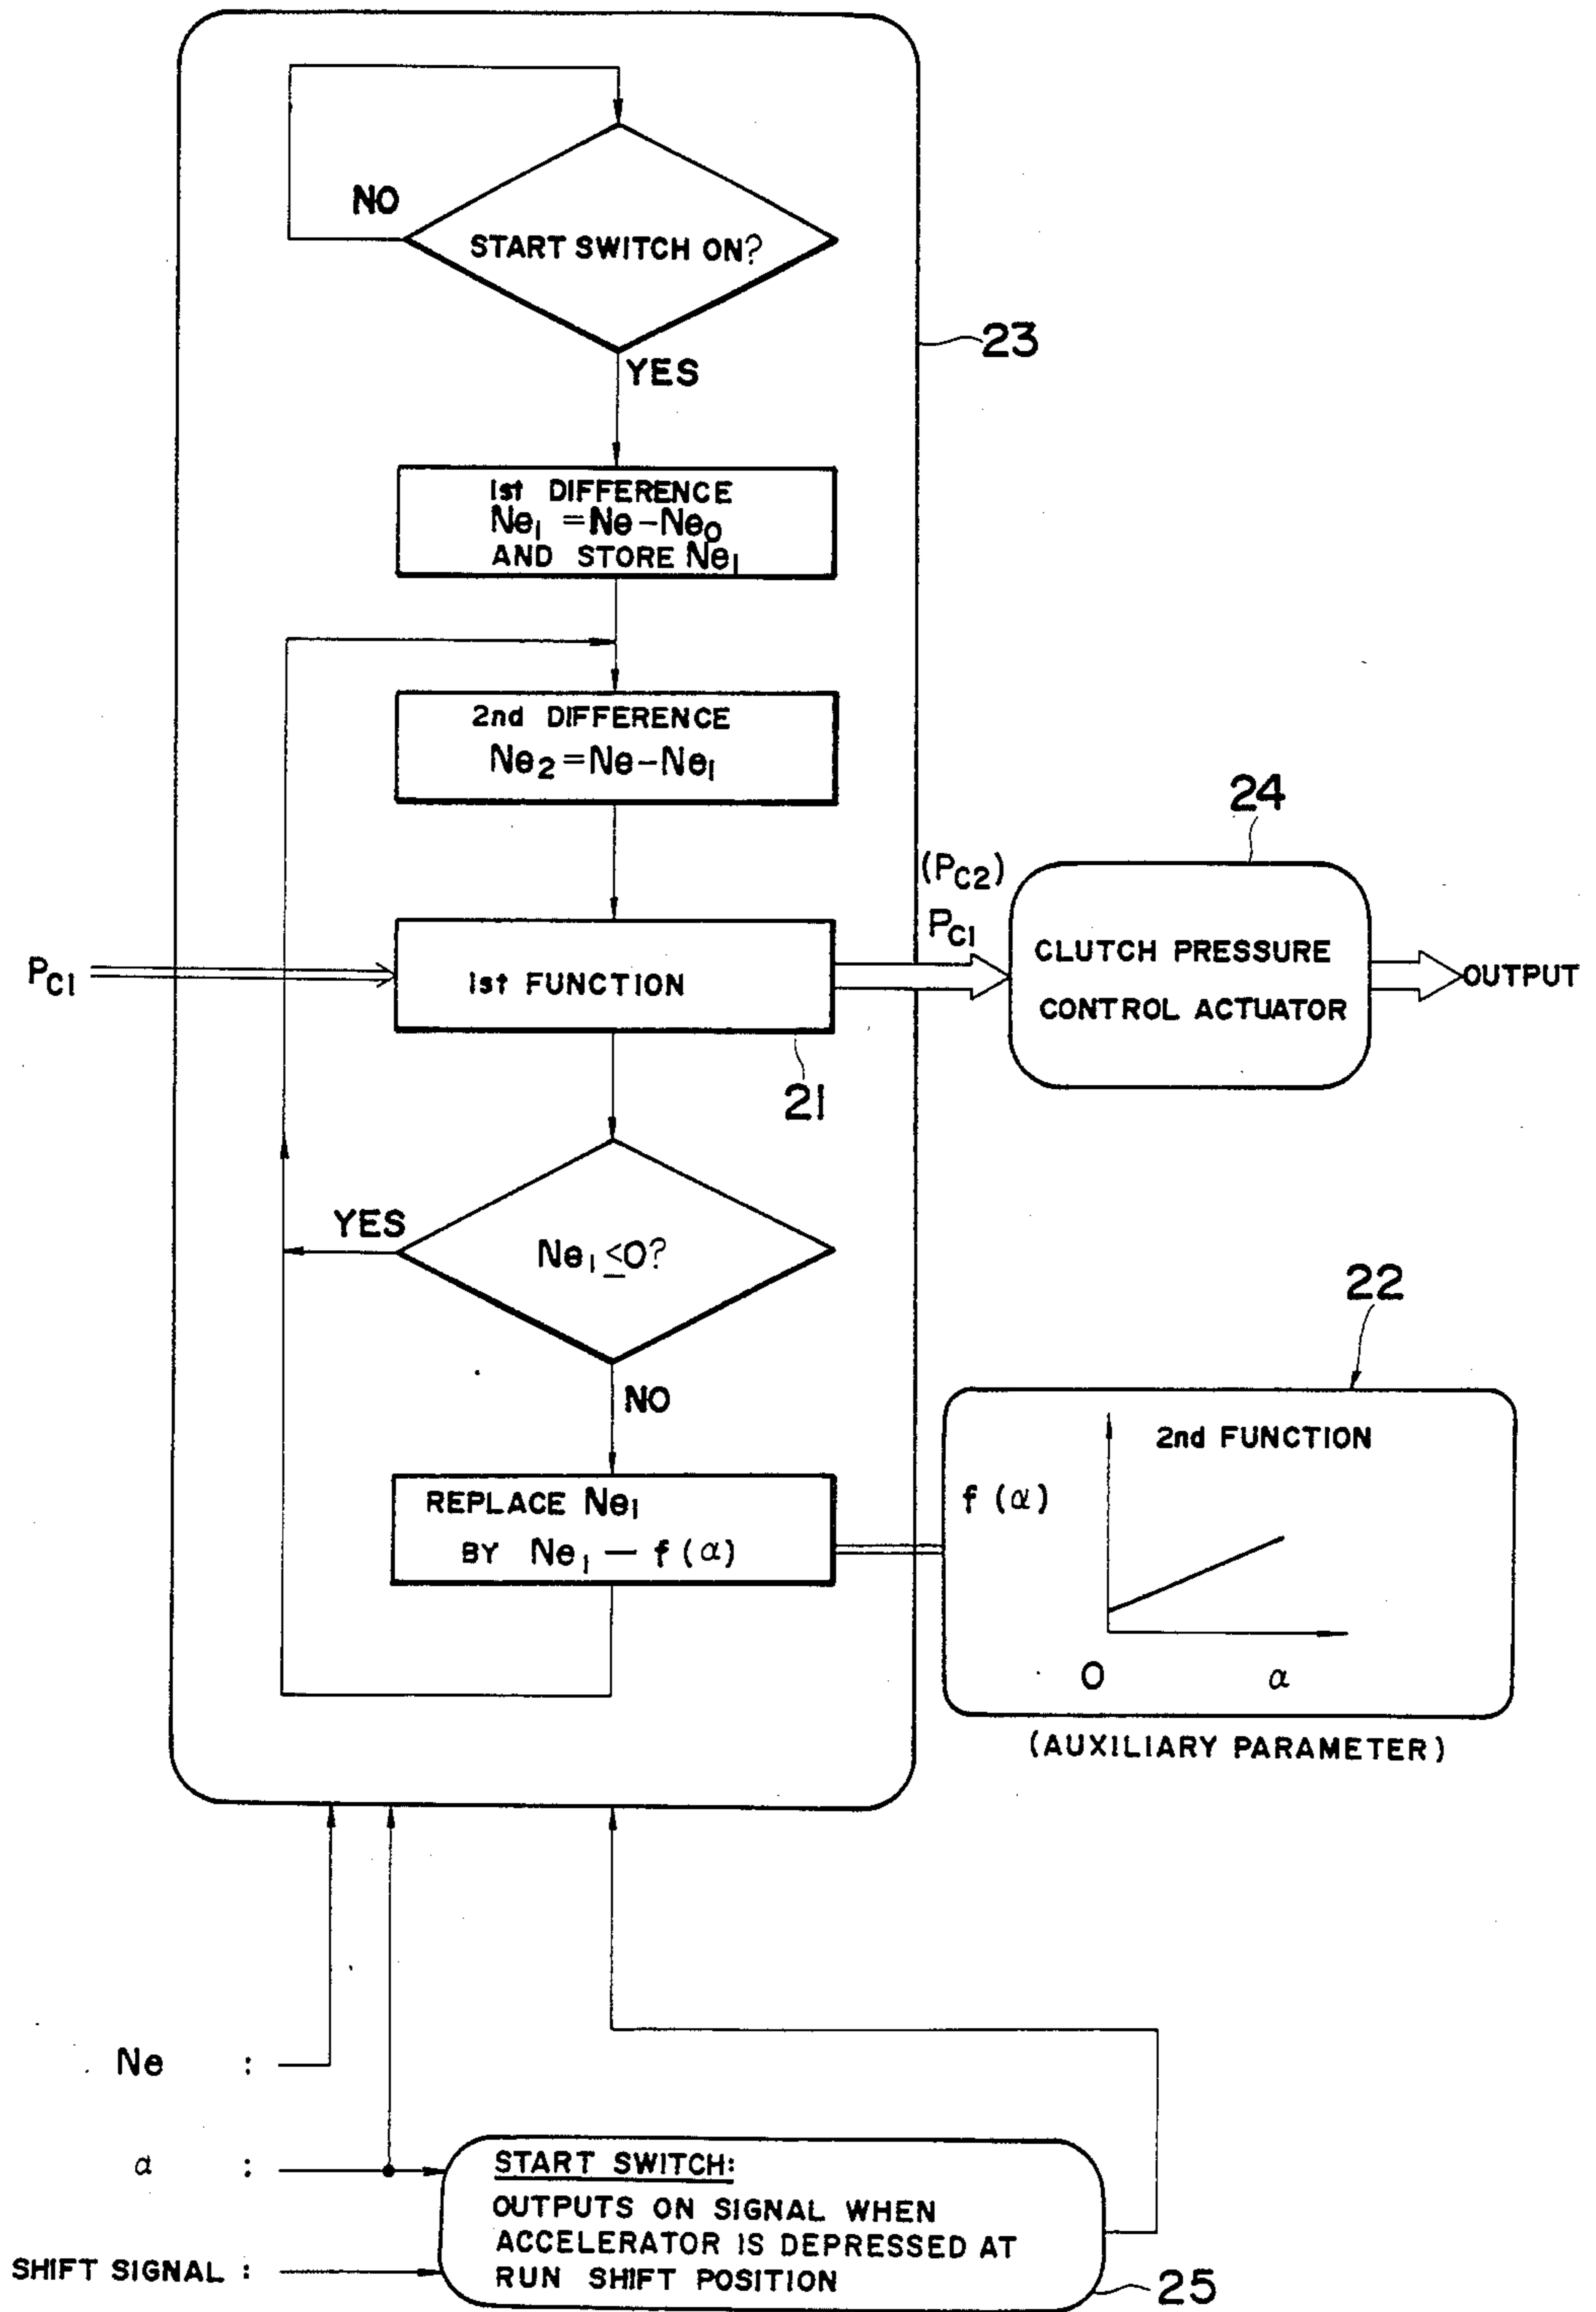 NO
START SWITCH ON?
23
YES
1st DIFFERENCE
Ne₁ = Ne − Ne₀
AND STORE Ne₁
2nd DIFFERENCE
Ne₂ = Ne − Ne₁
24
(PC2)
PC1
PC1
1st FUNCTION
CLUTCH PRESSURE
CONTROL ACTUATOR
OUTPUT
21
YES
Ne₁ ≤ 0?
22
NO
2nd FUNCTION
REPLACE Ne₁
BY Ne₁ — f (α)
f (α)
0
α
(AUXILIARY PARAMETER)
Ne :
α :
START SWITCH:
OUTPUTS ON SIGNAL WHEN
ACCELERATOR IS DEPRESSED AT
RUN SHIFT POSITION
SHIFT SIGNAL :
25